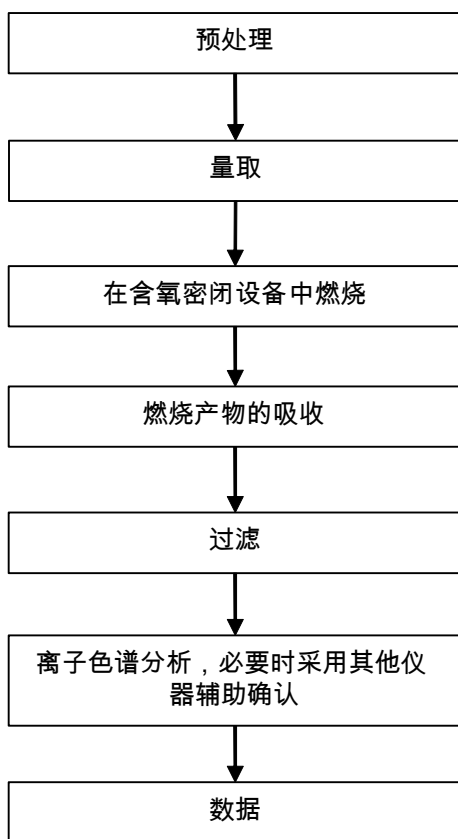 预处理
量取
在含氧密闭设备中燃烧
燃烧产物的吸收
过滤
离子色谱分析，必要时采用其他仪
器辅助确认
数据